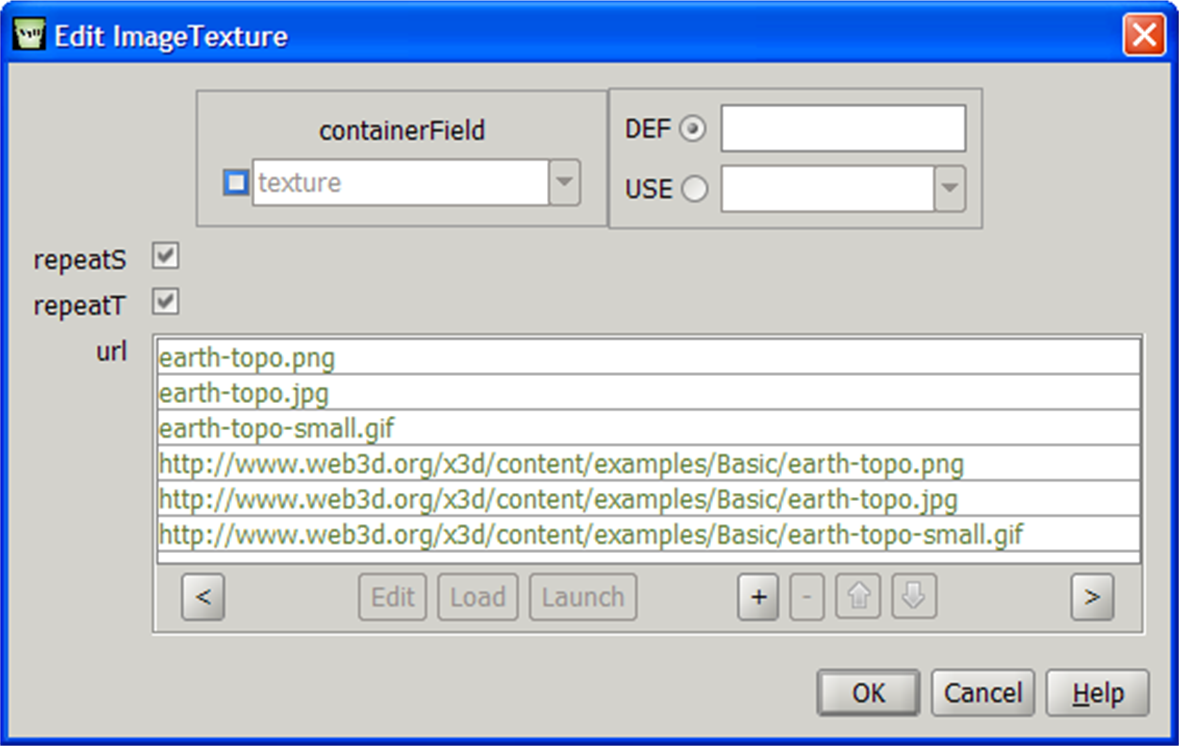 Edit ImageTexture
containerField
texture
DEF
USE
repeatS
repeatT
url
earth-topo.png
earth-topo.jpg
earth-topo-small.gif
http://www.web3d.org/x3d/content/examples/Basic/earth-topo.png
http://www.web3d.org/x3d/content/examples/Basic/earth-topo.jpg
http://www.web3d.org/x3d/content/examples/Basic/earth-topo-small.gif
< Edit Load Launch + - >
OK Cancel Help